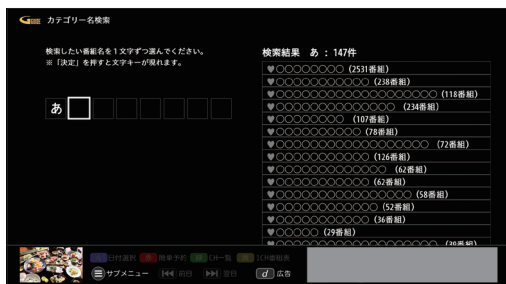 G GUIDE カテゴリー名検索
検索したい番組名を1文字ずつ選んでください。
※「決定」を押すと文字キーが現れます。
あ
検索結果 あ : 147件
♥○○○○○○○○ (2531番組)
♥○○○○○○○○○○○ (238番組)
♥○○○○○○○○○○○○○○○○○○○ (118番組)
♥○○○○○○○○○○○○○○ (234番組)
♥○○○○○○○○ (107番組)
♥○○○○○○○○○○ (78番組)
♥○○○○○○○○○○○○○○○○○○ (72番組)
♥○○○○○○○○○○○ (126番組)
♥○○○○○○○○○○○○○ (62番組)
♥○○○○○○○○○○○ (62番組)
♥○○○○○○○○○○○○○○○○ (58番組)
♥○○○○○○○○○○○○ (52番組)
♥○○○○○○○○○○○ (36番組)
♥○○○○○ (29番組)
日付選択 簡単予約 CH一覧 1CH番組表
サブメニュー 前日 翌日 d 広告